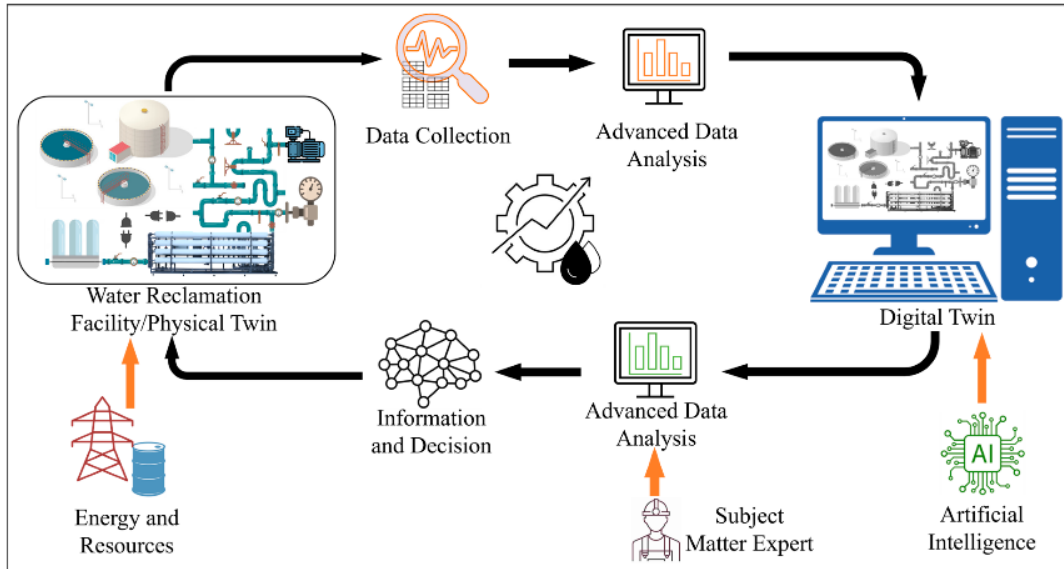 Data Collection
Advanced Data
Analysis
Water Reclamation
Facility/Physical Twin
Digital Twin
Information
and Decision
Advanced Data
Analysis
AI
Energy and
Resources
Subject
Matter Expert
Artificial
Intelligence